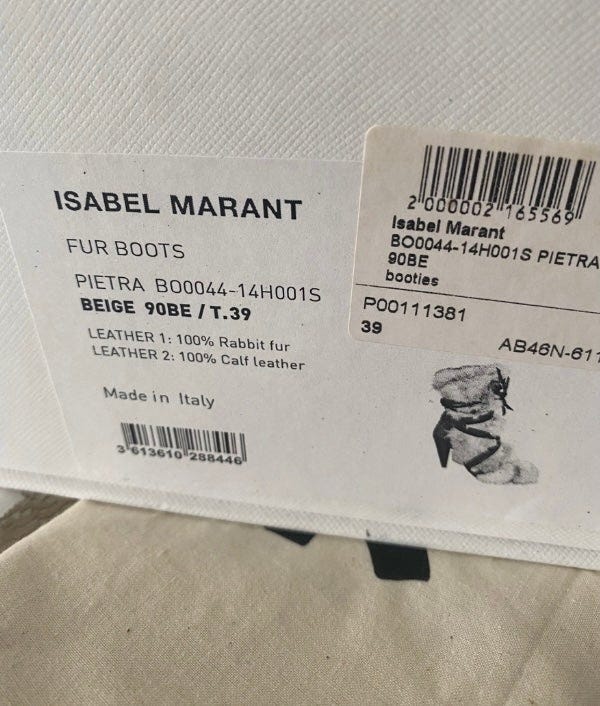 ISABEL MARANT
FUR BOOTS
PIETRA BO0044-14H001S
BEIGE 90BE / T.39
LEATHER 1: 100% Rabbit fur
LEATHER 2: 100% Calf leather
Made in Italy
3 613610 288446
2 000002 165569
Isabel Marant
BO0044-14H001S PIETRA
90BE
booties
P00111381
39
AB46N-611